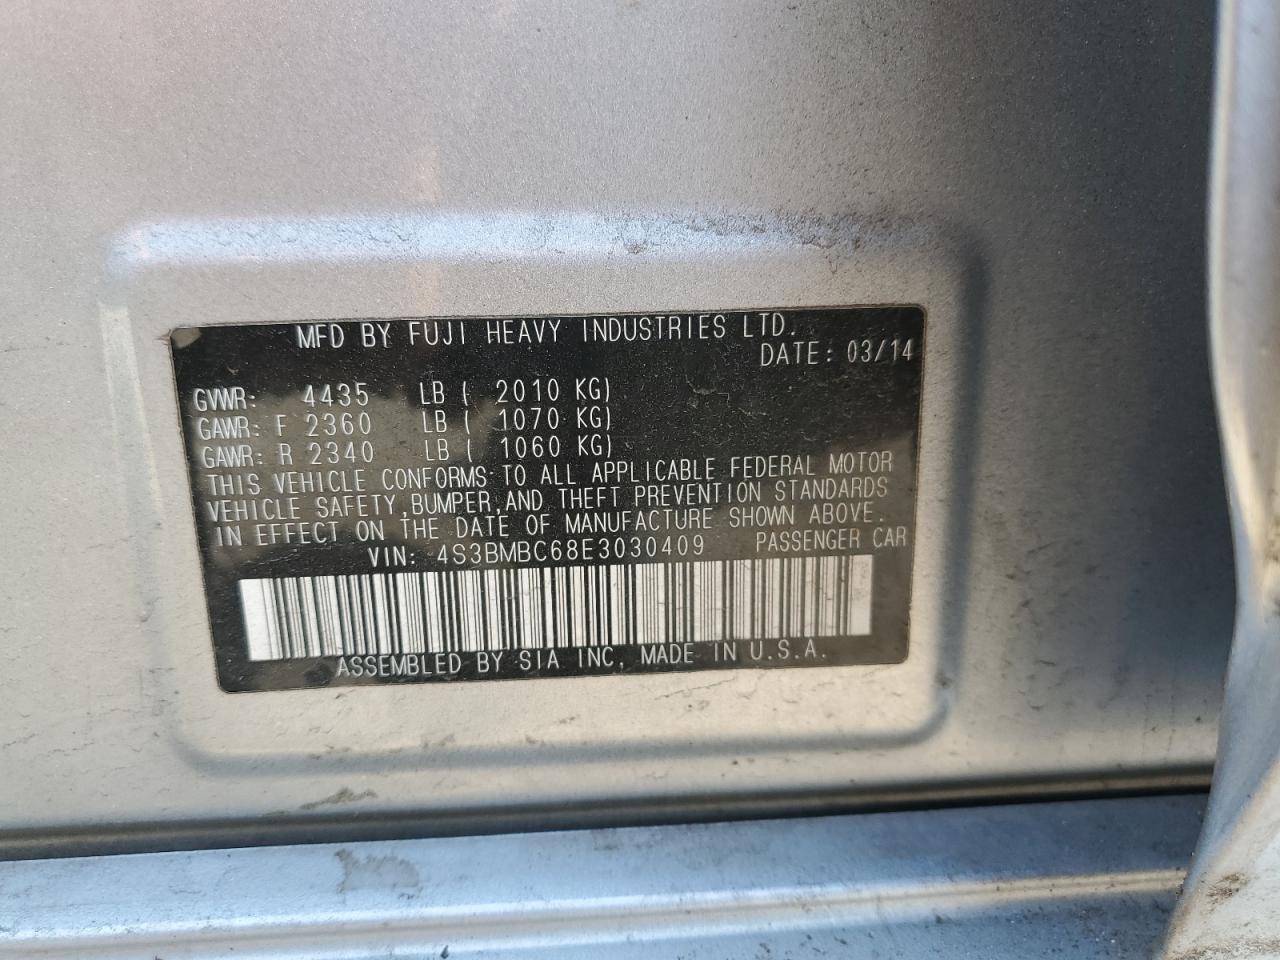 MFD BY FUJI HEAVY INDUSTRIES LTD.
DATE: 03/14
GVWR: 4435 LB ( 2010 KG)
GAWR: F 2360 LB ( 1070 KG)
GAWR: R 2340 LB ( 1060 KG)
THIS VEHICLE CONFORMS TO ALL APPLICABLE FEDERAL MOTOR
VEHICLE SAFETY, BUMPER, AND THEFT PREVENTION STANDARDS
IN EFFECT ON THE DATE OF MANUFACTURE SHOWN ABOVE.
VIN: 4S3BMBC68E3030409 PASSENGER CAR
ASSEMBLED BY SIA INC, MADE IN U.S.A.